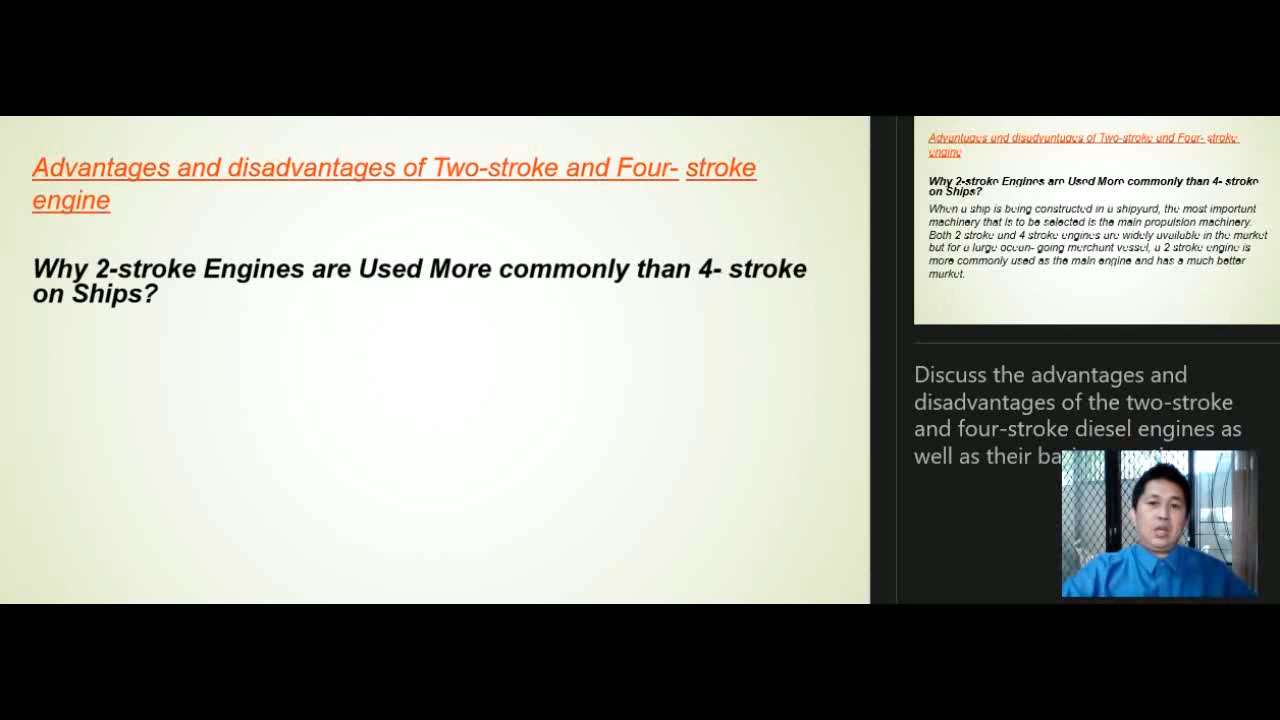 Advantages and disadvantages of Two-stroke and Four- stroke
engine
Why 2-stroke Engines are Used More commonly than 4- stroke
on Ships?
Advantages and disadvantages of Two-stroke and Four- stroke
engine
Why 2-stroke Engines are Used More commonly than 4- stroke
on Ships?
When a ship is being constructed in a shipyard, the most important
machinery that is to be selected is the main propulsion machinery.
Both 2 stroke and 4 stroke engines are widely available in the market
but for a large ocean- going merchant vessel, a 2 stroke engine is
more commonly used as the main engine and has a much better
market.
Discuss the advantages and
disadvantages of the two-stroke
and four-stroke diesel engines as
well as their